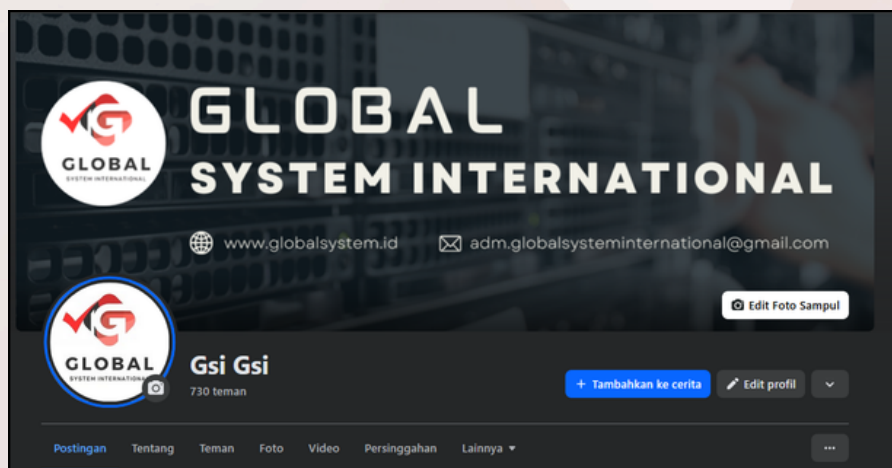 GLOBAL
SYSTEM INTERNATIONAL
GLOBAL
SYSTEM INTERNATIONAL
www.globalsystem.id adm.globalsysteminternational@gmail.com
Edit Foto Sampul
GLOBAL
SYSTEM INTERNATIONAL
Gsi Gsi
730 teman
+ Tambahkan ke cerita Edit profil
Postingan Tentang Teman Foto Video Persinggahan Lainnya